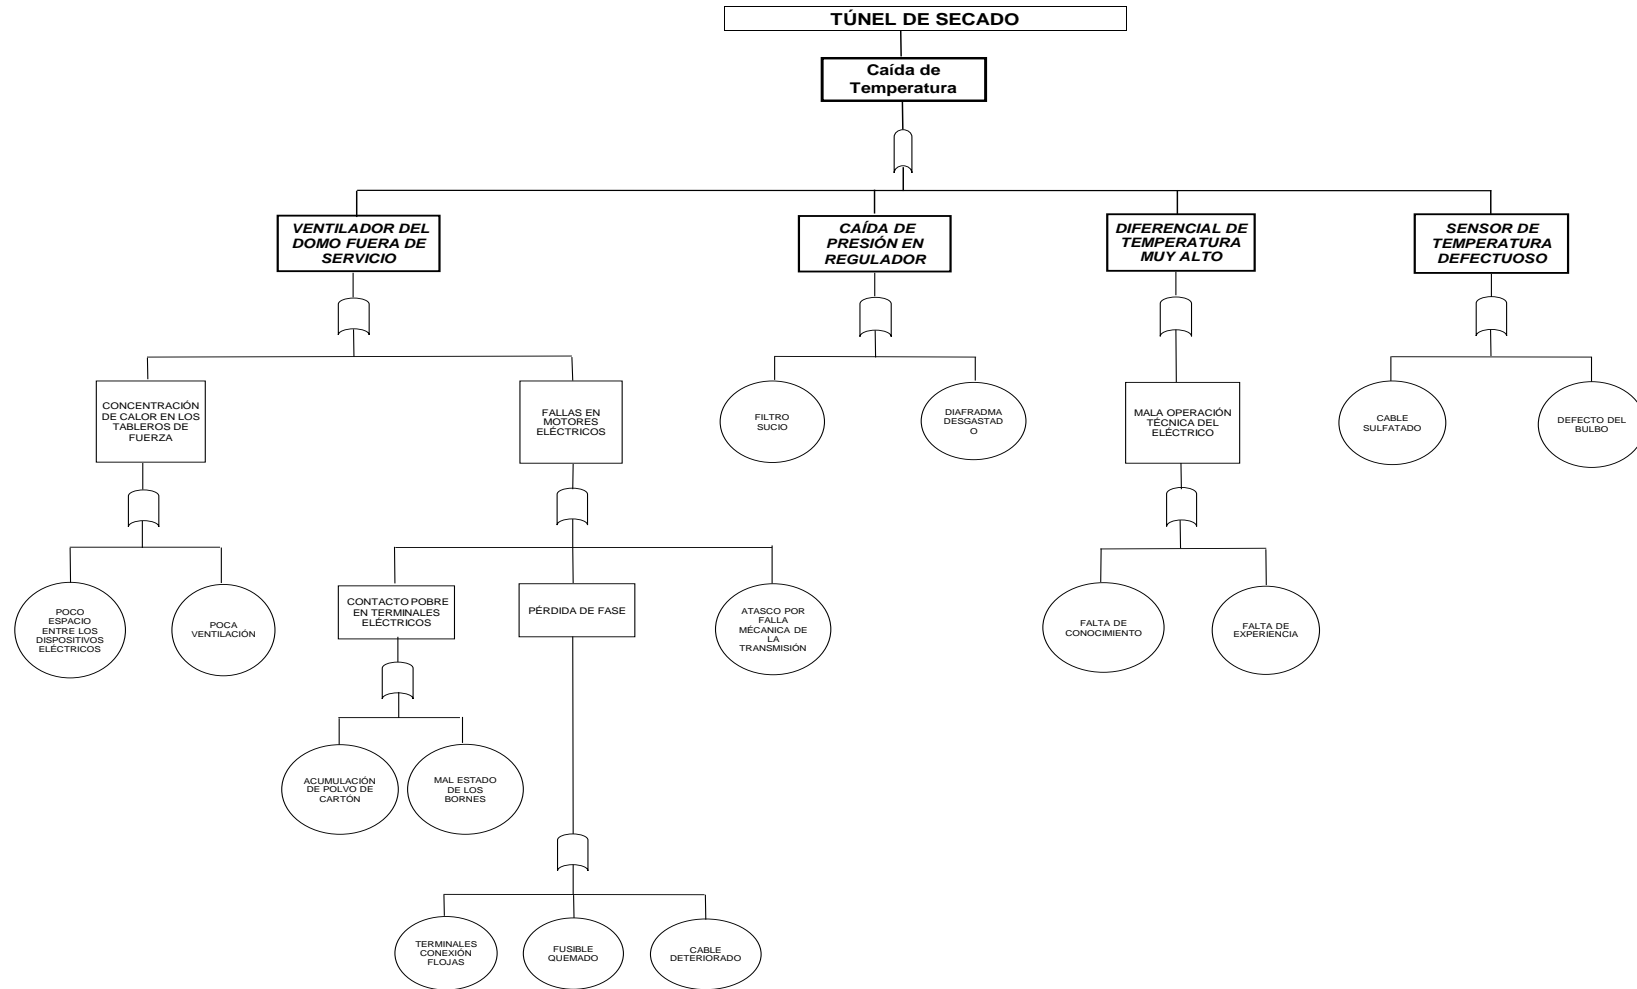 TÚNEL DE SECADO
Caída de
Temperatura
VENTILADOR DEL
DOMO FUERA DE
SERVICIO
CAÍDA DE
PRESIÓN EN
REGULADOR
DIFERENCIAL DE
TEMPERATURA
MUY ALTO
SENSOR DE
TEMPERATURA
DEFECTUOSO
CONCENTRACIÓN
DE CALOR EN LOS
TABLEROS DE
FUERZA
FALLAS EN
MOTORES
ELÉCTRICOS
FILTRO
SUCIO
DIAFRADMA
DESGASTAD
O
MALA OPERACIÓN
TÉCNICA DEL
ELÉCTRICO
CABLE
SULFATADO
DEFECTO DEL
BULBO
POCO
ESPACIO
ENTRE LOS
DISPOSITIVOS
ELÉCTRICOS
POCA
VENTILACIÓN
CONTACTO POBRE
EN TERMINALES
ELÉCTRICOS
PÉRDIDA DE FASE
ATASCO POR
FALLA
MÉCANICA DE
LA
TRANSMISIÓN
FALTA DE
CONOCIMIENTO
FALTA DE
EXPERIENCIA
ACUMULACIÓN
DE POLVO DE
CARTÓN
MAL ESTADO
DE LOS
BORNES
TERMINALES
CONEXIÓN
FLOJAS
FUSIBLE
QUEMADO
CABLE
DETERIORADO